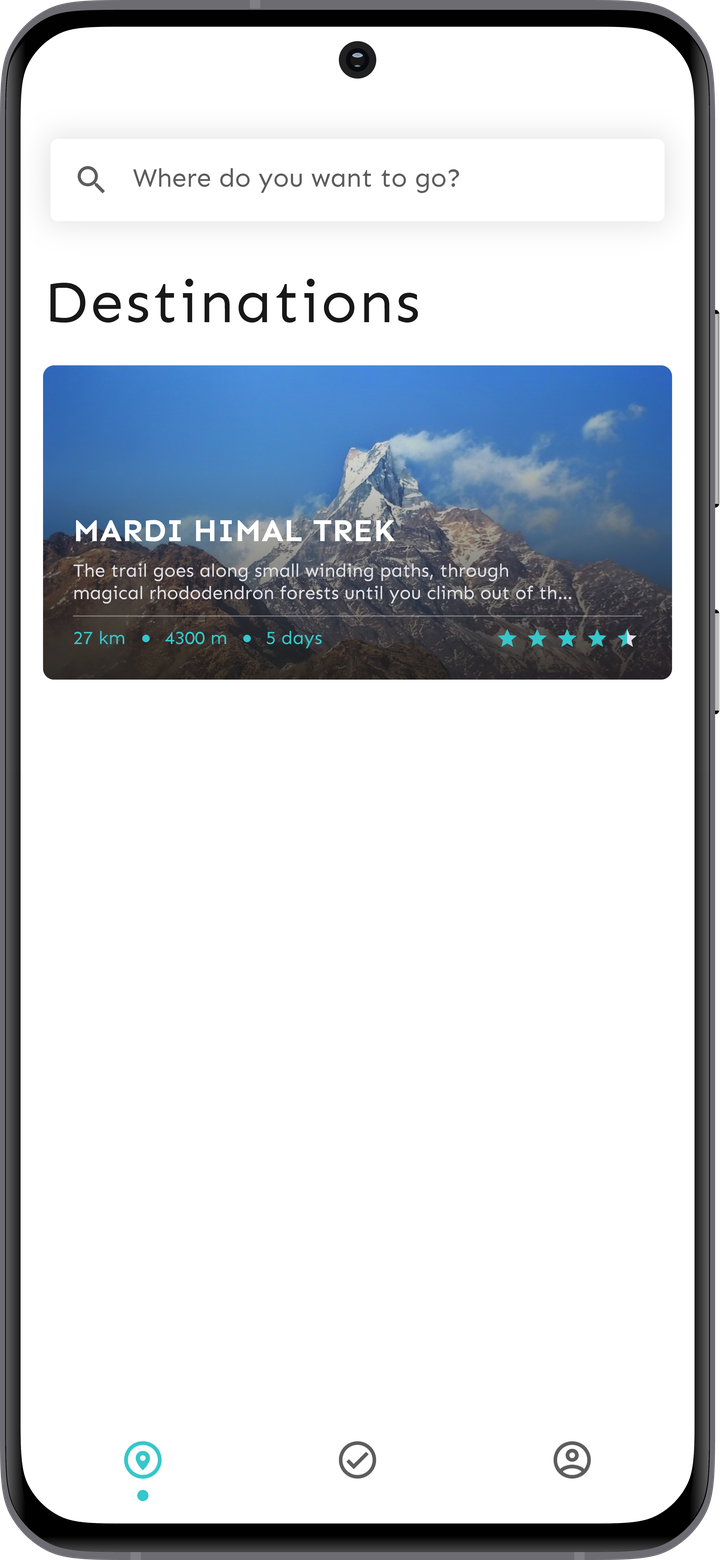 Where do you want to go?
Destinations
MARDI HIMAL TREK
The trail goes along small winding paths, through
magical rhododendron forests until you climb out of th...
27 km • 4300 m • 5 days